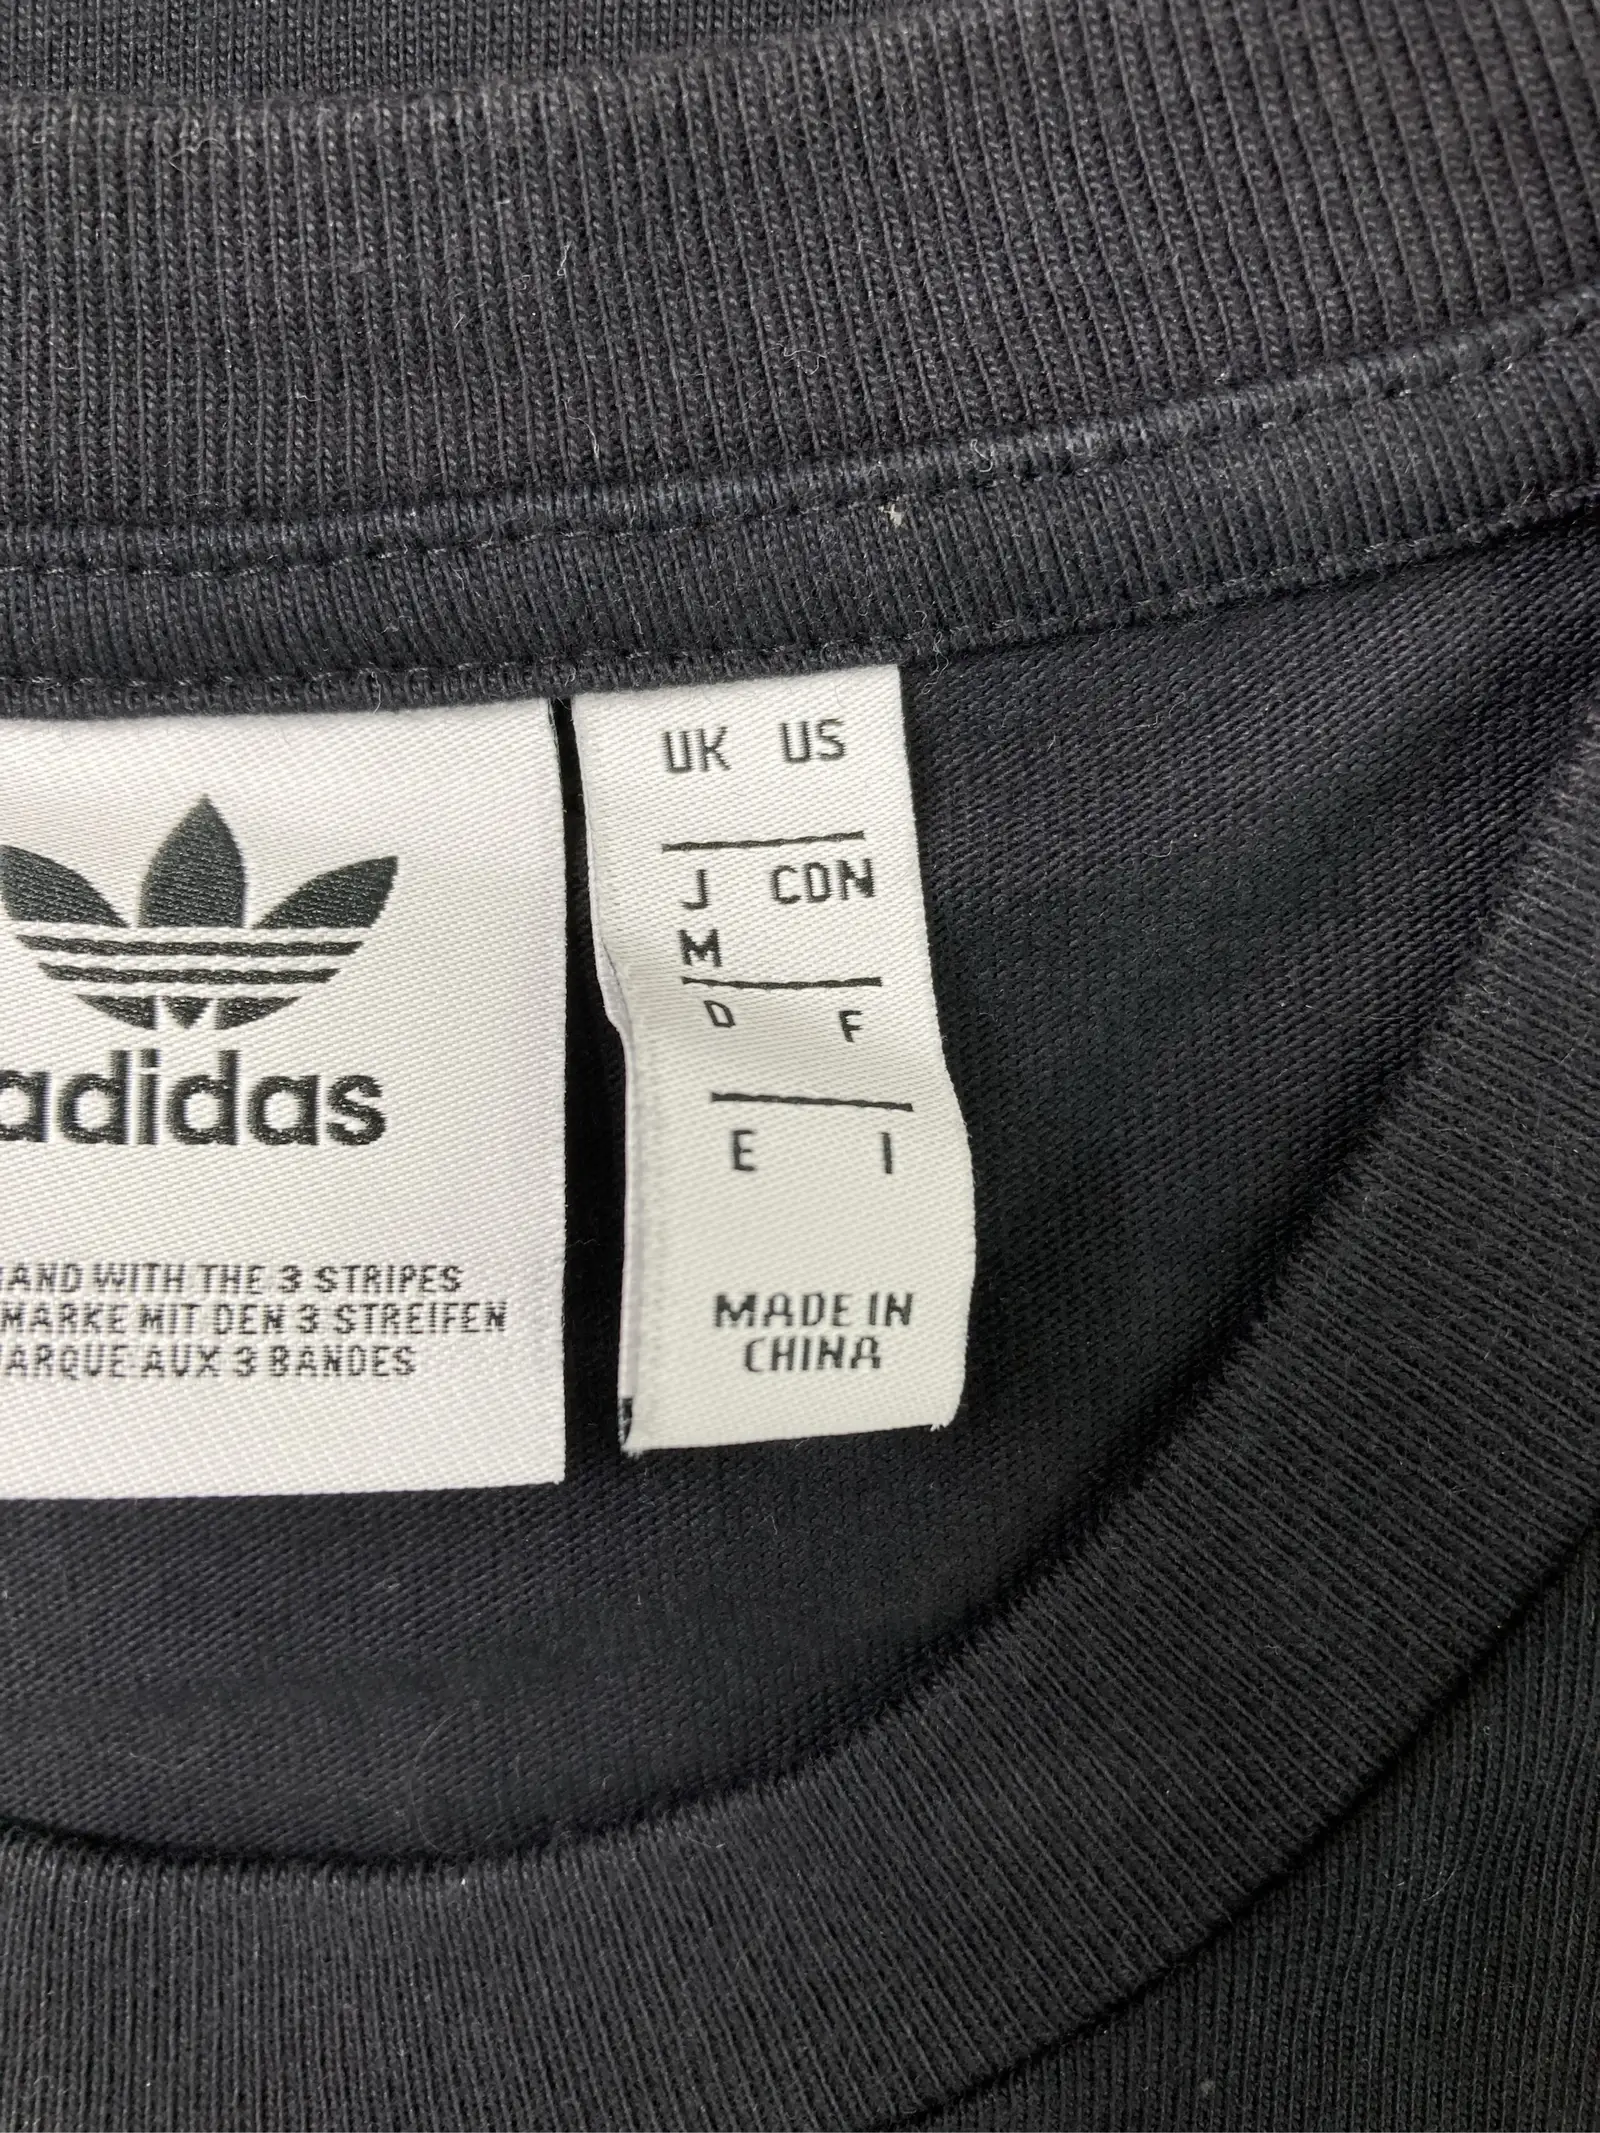 adidas
AND WITH THE 3 STRIPES
MARKE MIT DEN 3 STREIFEN
ARQUE AUX 3 BANDES
UK US
J CDN
M
D F
E I
MADE IN
CHINA